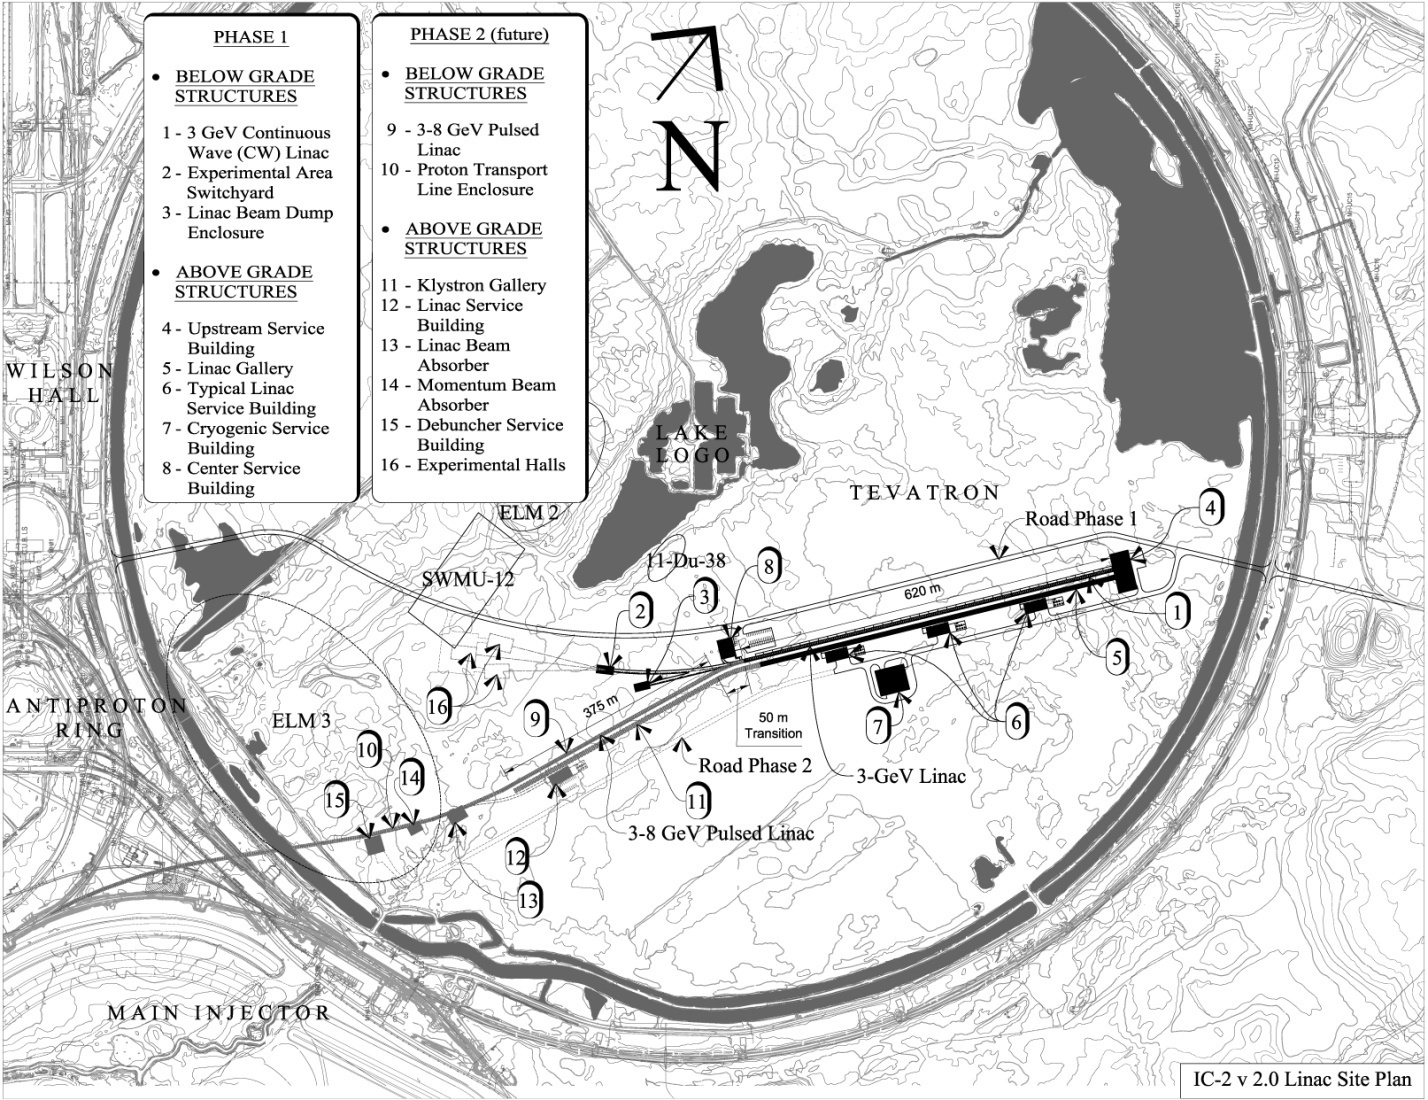 PHASE 1
• BELOW GRADE
STRUCTURES
1 - 3 GeV Continuous
Wave (CW) Linac
2 - Experimental Area
Switchyard
3 - Linac Beam Dump
Enclosure
• ABOVE GRADE
STRUCTURES
4 - Upstream Service
Building
5 - Linac Gallery
6 - Typical Linac
Service Building
7 - Cryogenic Service
Building
8 - Center Service
Building
PHASE 2 (future)
• BELOW GRADE
STRUCTURES
9 - 3-8 GeV Pulsed
Linac
10 - Proton Transport
Line Enclosure
• ABOVE GRADE
STRUCTURES
11 - Klystron Gallery
12 - Linac Service
Building
13 - Linac Beam
Absorber
14 - Momentum Beam
Absorber
15 - Debuncher Service
Building
16 - Experimental Halls
N
WILSON
HALL
LAKE
LOGO
TEVATRON
ELM 2
Road Phase 1
4
11-Du-38
8
SWMU-12
3
620 m
2
1
5
16
375 m
9
50 m
Transition
7
6
ANTIPROTON
RING
ELM 3
10
Road Phase 2
3-GeV Linac
14
15
11
3-8 GeV Pulsed Linac
12
13
MAIN INJECTOR
IC-2 v 2.0 Linac Site Plan